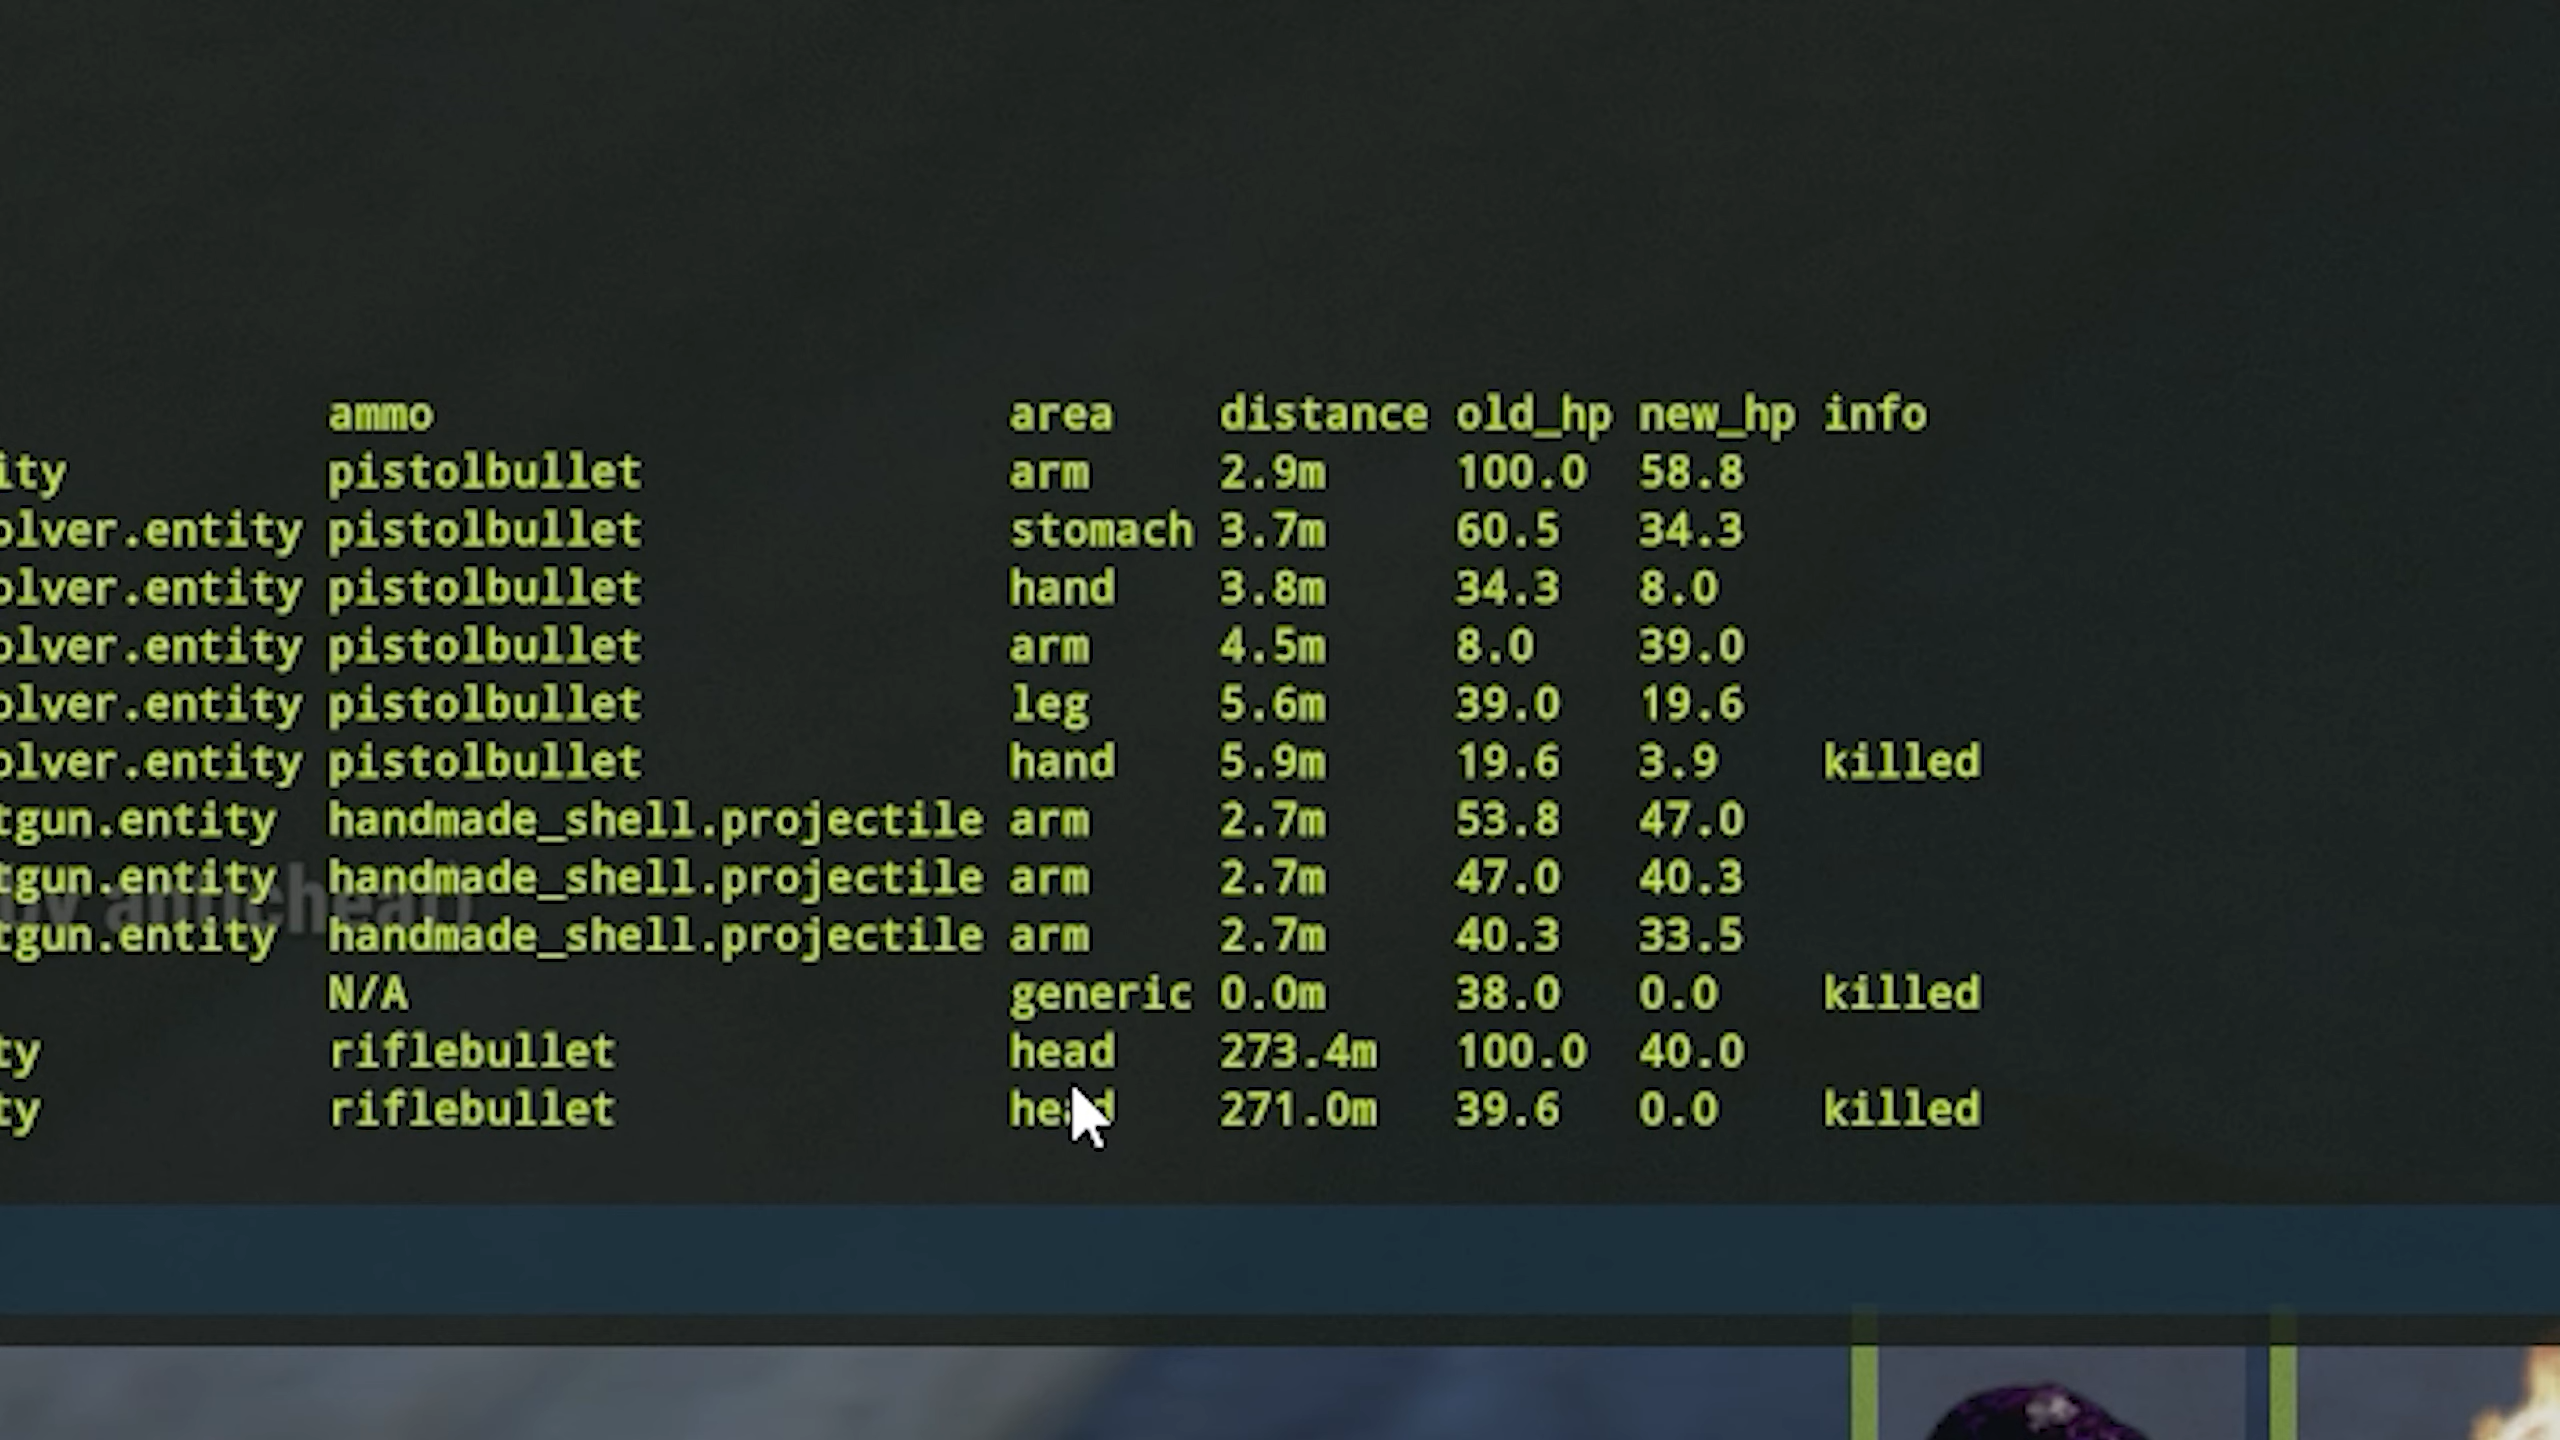 ammo area distance old_hp new_hp info
ity pistolbullet arm 2.9m 100.0 58.8
olver.entity pistolbullet stomach 3.7m 60.5 34.3
olver.entity pistolbullet hand 3.8m 34.3 8.0
olver.entity pistolbullet arm 4.5m 8.0 39.0
olver.entity pistolbullet leg 5.6m 39.0 19.6
olver.entity pistolbullet hand 5.9m 19.6 3.9 killed
tgun.entity handmade_shell.projectile arm 2.7m 53.8 47.0
tgun.entity handmade_shell.projectile arm 2.7m 47.0 40.3
by anticheat)
tgun.entity handmade_shell.projectile arm 2.7m 40.3 33.5
N/A generic 0.0m 38.0 0.0 killed
ty riflebullet head 273.4m 100.0 40.0
ty riflebullet head 271.0m 39.6 0.0 killed